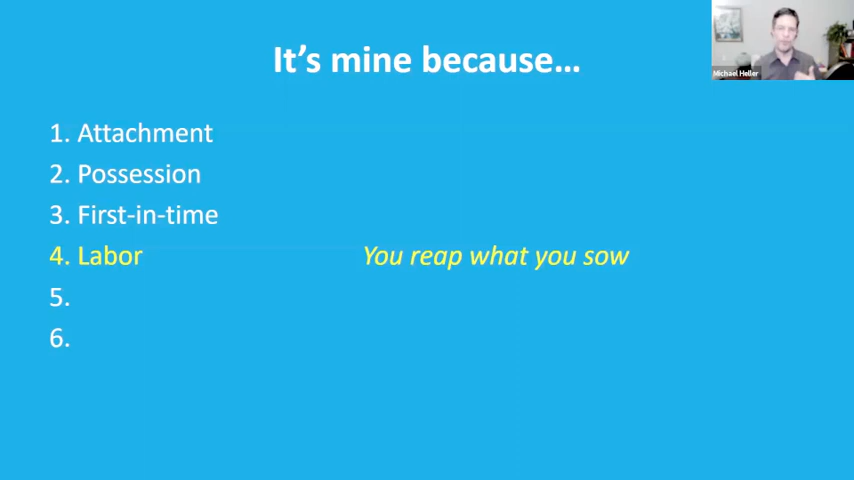 It's mine because...
Michael Heller
1. Attachment
2. Possession
3. First-in-time
4. Labor You reap what you sow
5.
6.